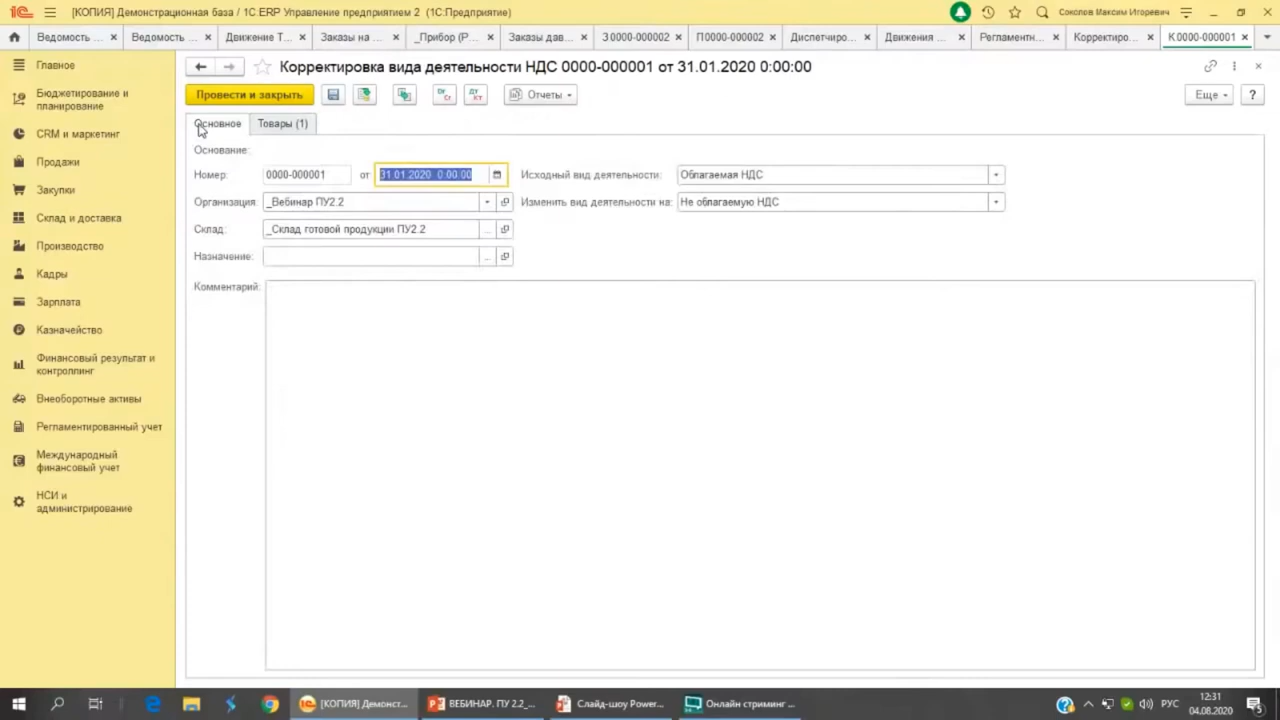 [КОПИЯ] Демонстрационная база / 1С:ERP Управление предприятием 2 (1С:Предприятие)
Соколов Максим Игоревич
Ведомость ...
Ведомость ...
Движение Т...
Заказы на ...
_Прибор (Р...
Заказы дав...
З 0000-000002
П0000-000002
Диспетчиро...
Движения ...
Регламентн...
Корректиро...
К0000-000001
Главное
Бюджетирование и
планирование
CRM и маркетинг
Продажи
Закупки
Склад и доставка
Производство
Кадры
Зарплата
Казначейство
Финансовый результат и
контроллинг
Внеоборотные активы
Регламентированный учет
Международный
финансовый учет
НСИ и
администрирование
Корректировка вида деятельности НДС 0000-000001 от 31.01.2020 0:00:00
Провести и закрыть
Отчеты
Еще
?
Основное
Товары (1)
Основание:
Номер: 0000-000001 от 31.01.2020 0:00:00 Исходный вид деятельности: Облагаемая НДС
Организация: _Вебинар ПУ2.2 Изменить вид деятельности на: Не облагаемую НДС
Склад: _Склад готовой продукции ПУ2.2
Назначение:
Комментарий:
[КОПИЯ] Демонст...
ВЕБИНАР. ПУ 2.2_...
Слайд-шоу Power...
Онлайн стриминг ...
РУС
12:31
04.08.2020